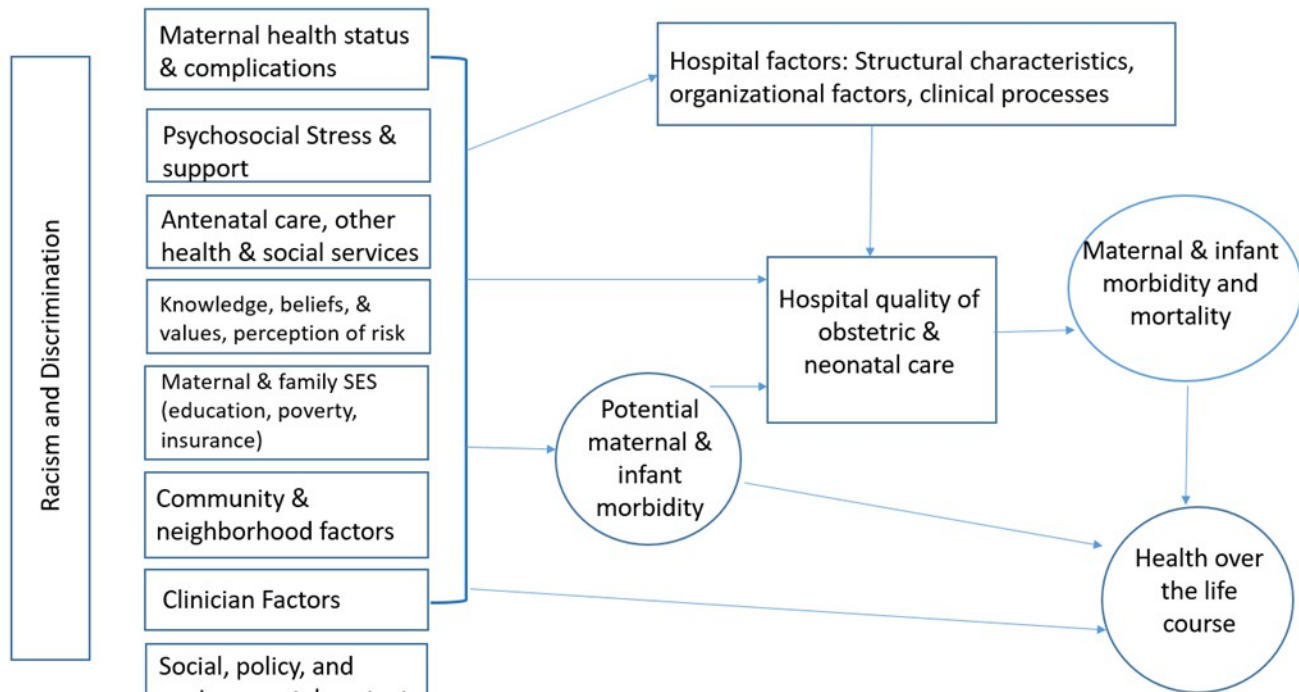 Racism and Discrimination
Maternal health status
& complications
Psychosocial Stress &
support
Antenatal care, other
health & social services
Knowledge, beliefs, &
values, perception of risk
Maternal & family SES
(education, poverty,
insurance)
Community &
neighborhood factors
Clinician Factors
Social, policy, and
Hospital factors: Structural characteristics,
organizational factors, clinical processes
Potential
maternal &
infant
morbidity
Hospital quality of
obstetric &
neonatal care
Maternal & infant
morbidity and
mortality
Health over
the life
course